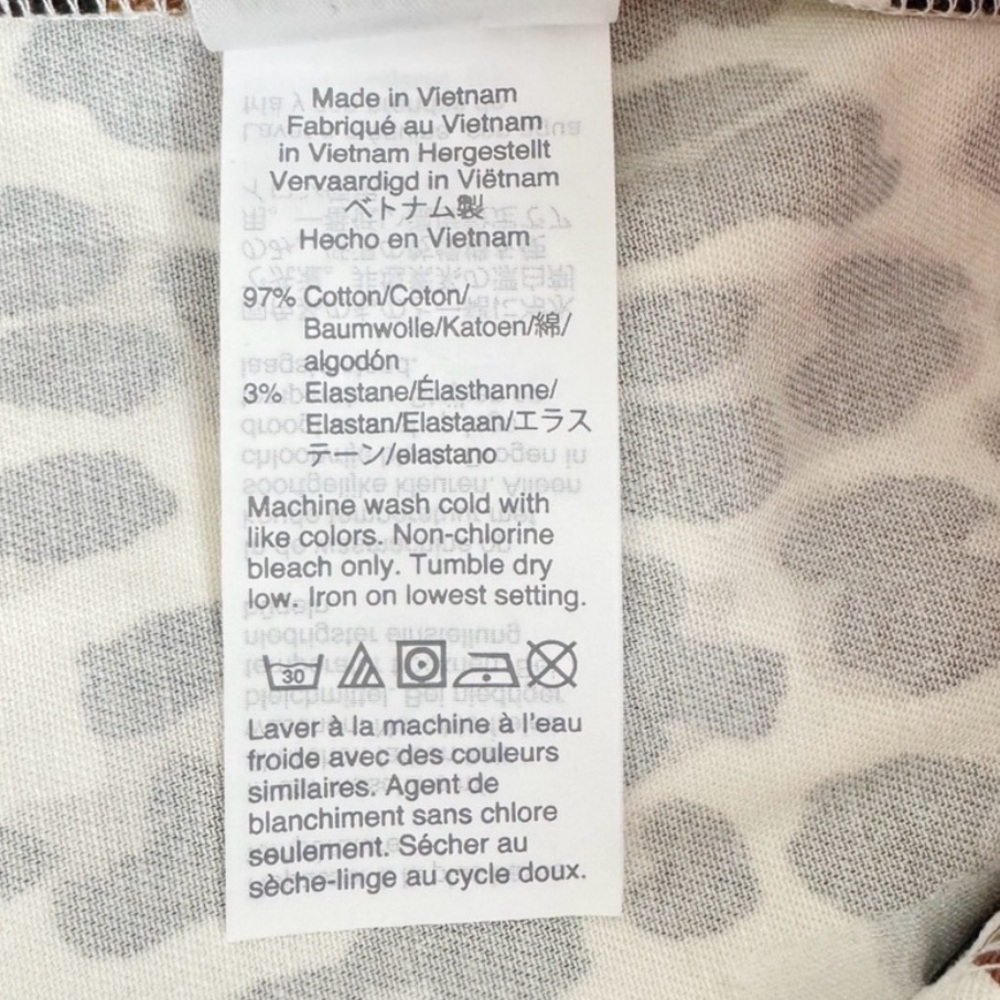 Made in Vietnam
Fabriqué au Vietnam
in Vietnam Hergestellt
Vervaardigd in Viëtnam
ベトナム製
Hecho en Vietnam
97% Cotton/Coton/
Baumwolle/Katoen/綿/
algodón
3% Elastane/Élasthanne/
Elastan/Elastaan/エラス
テーン/elastano
Machine wash cold with
like colors. Non-chlorine
bleach only. Tumble dry
low. Iron on lowest setting.
30
Laver à la machine à l'eau
froide avec des couleurs
similaires. Agent de
blanchiment sans chlore
seulement. Sécher au
sèche-linge au cycle doux.